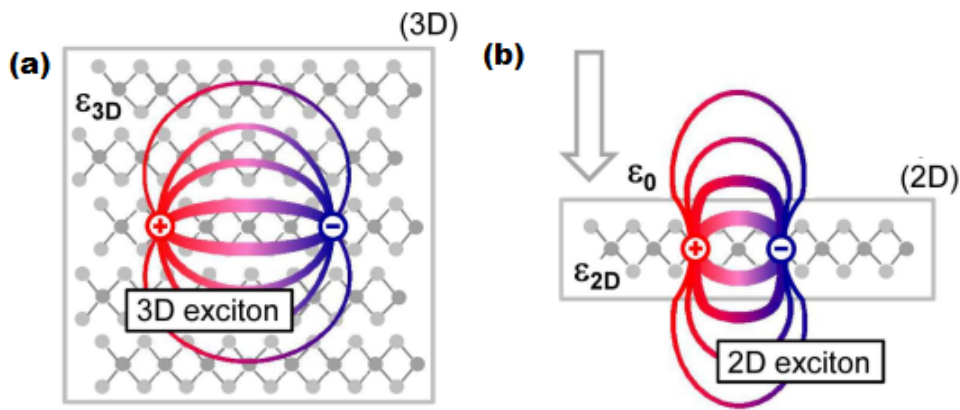 (a)
(3D)
ε3D
+
−
3D exciton
(b)
ε0
(2D)
ε2D
+
−
2D exciton